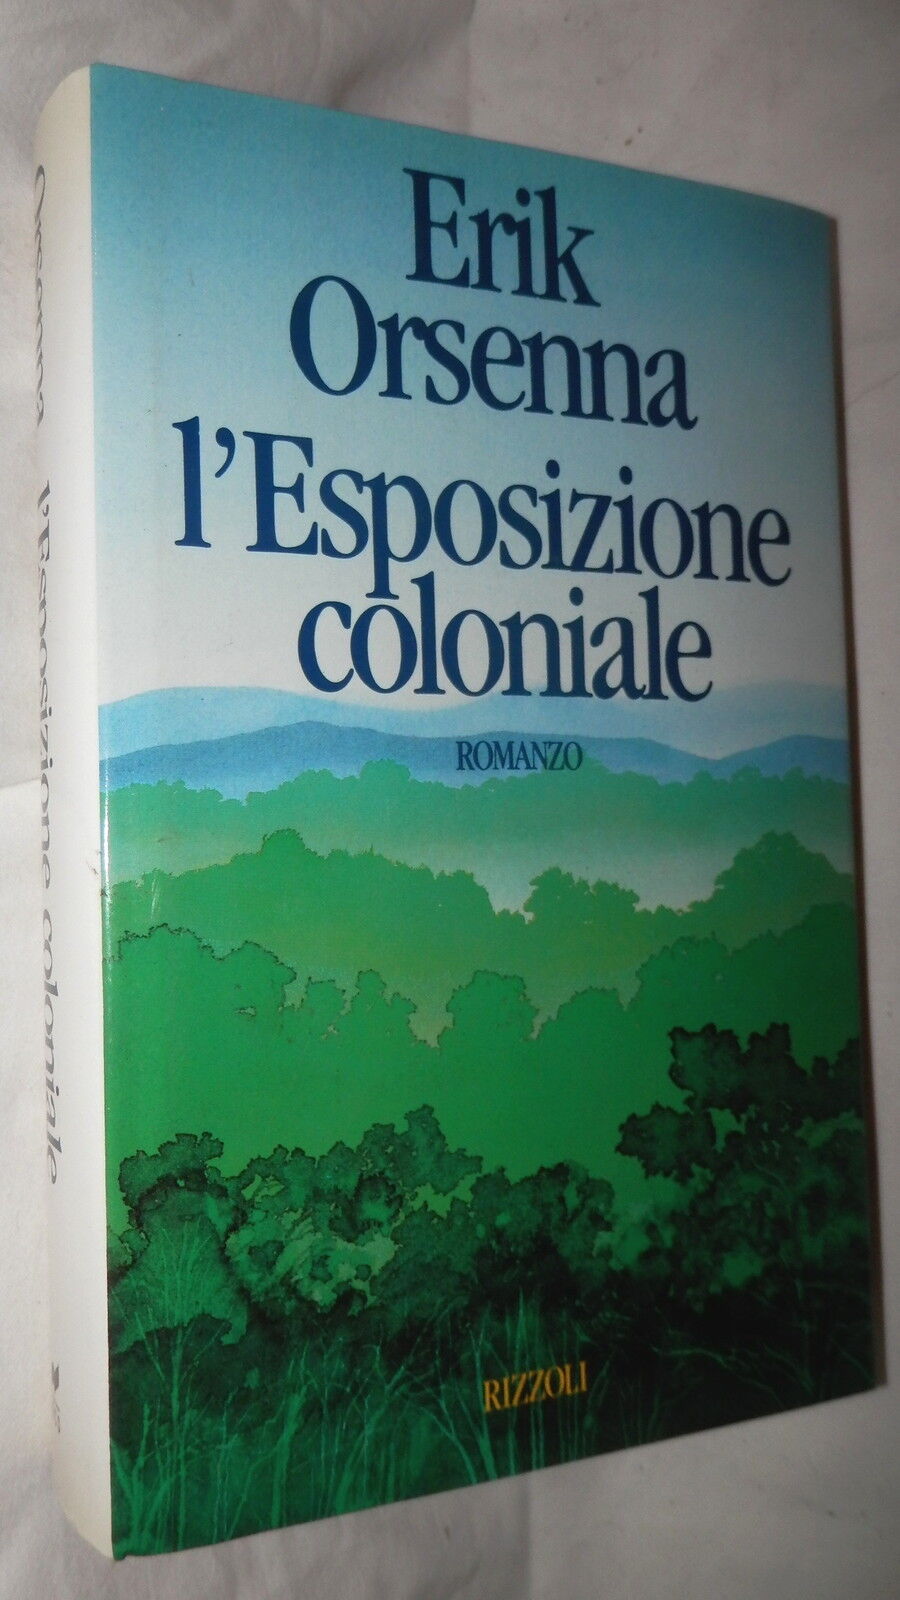 Erik
Orsenna
l'Esposizione
coloniale
ROMANZO
RIZZOLI
Orsenna l'Esposizione coloniale